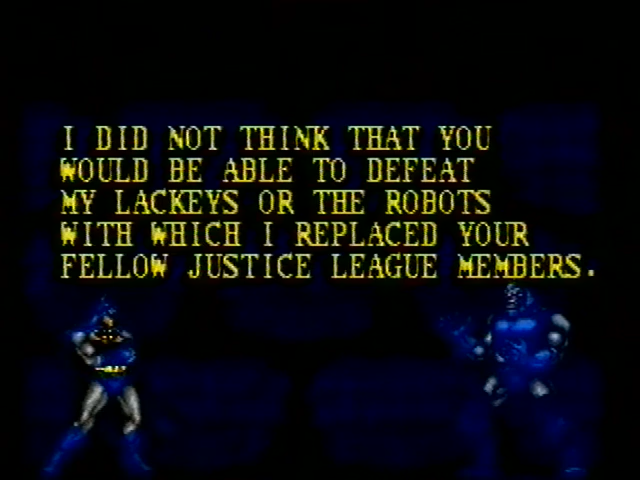 I DID NOT THINK THAT YOU
WOULD BE ABLE TO DEFEAT
MY LACKEYS OR THE ROBOTS
WITH WHICH I REPLACED YOUR
FELLOW JUSTICE LEAGUE MEMBERS.